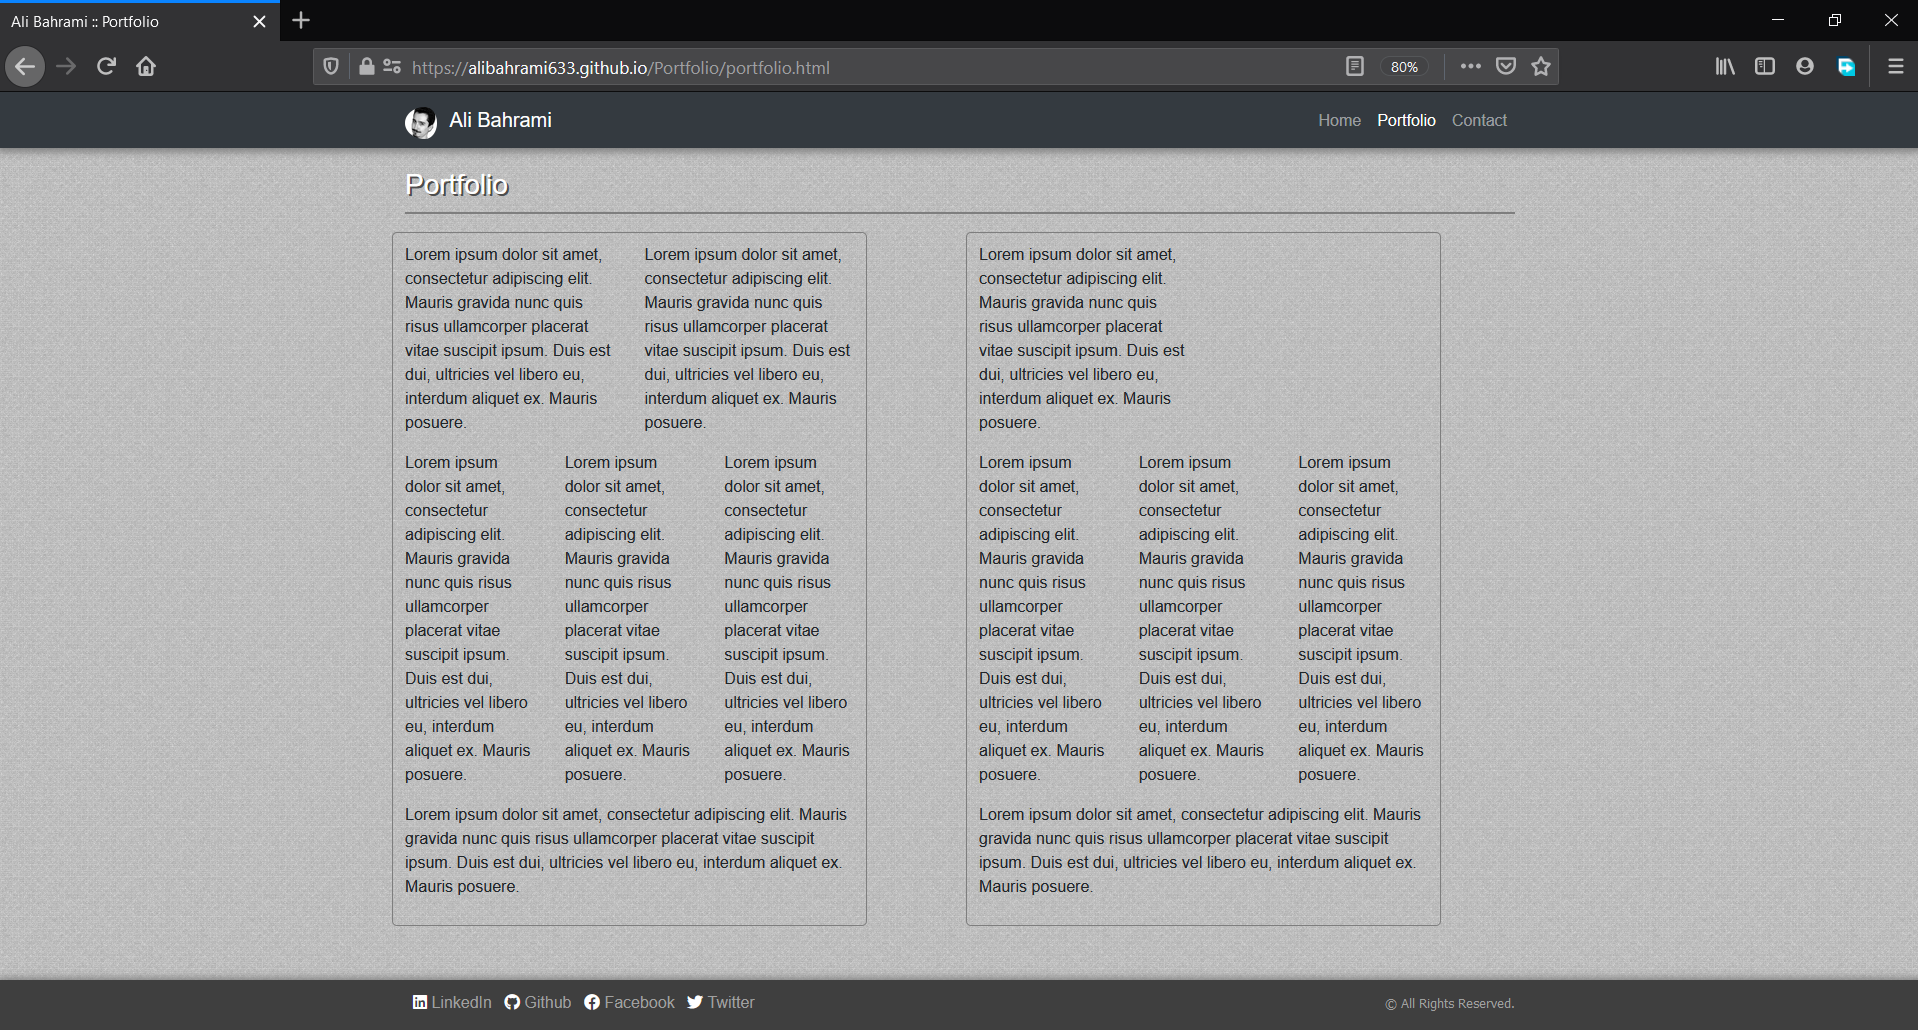 Ali Bahrami :: Portfolio
https://alibahrami633.github.io/Portfolio/portfolio.html
80%
Ali Bahrami
Home Portfolio Contact
Portfolio
Lorem ipsum dolor sit amet,
consectetur adipiscing elit.
Mauris gravida nunc quis
risus ullamcorper placerat
vitae suscipit ipsum. Duis est
dui, ultricies vel libero eu,
interdum aliquet ex. Mauris
posuere.
Lorem ipsum dolor sit amet,
consectetur adipiscing elit.
Mauris gravida nunc quis
risus ullamcorper placerat
vitae suscipit ipsum. Duis est
dui, ultricies vel libero eu,
interdum aliquet ex. Mauris
posuere.
Lorem ipsum
dolor sit amet,
consectetur
adipiscing elit.
Mauris gravida
nunc quis risus
ullamcorper
placerat vitae
suscipit ipsum.
Duis est dui,
ultricies vel libero
eu, interdum
aliquet ex. Mauris
posuere.
Lorem ipsum
dolor sit amet,
consectetur
adipiscing elit.
Mauris gravida
nunc quis risus
ullamcorper
placerat vitae
suscipit ipsum.
Duis est dui,
ultricies vel libero
eu, interdum
aliquet ex. Mauris
posuere.
Lorem ipsum
dolor sit amet,
consectetur
adipiscing elit.
Mauris gravida
nunc quis risus
ullamcorper
placerat vitae
suscipit ipsum.
Duis est dui,
ultricies vel libero
eu, interdum
aliquet ex. Mauris
posuere.
Lorem ipsum dolor sit amet, consectetur adipiscing elit. Mauris
gravida nunc quis risus ullamcorper placerat vitae suscipit
ipsum. Duis est dui, ultricies vel libero eu, interdum aliquet ex.
Mauris posuere.
Lorem ipsum dolor sit amet,
consectetur adipiscing elit.
Mauris gravida nunc quis
risus ullamcorper placerat
vitae suscipit ipsum. Duis est
dui, ultricies vel libero eu,
interdum aliquet ex. Mauris
posuere.
Lorem ipsum
dolor sit amet,
consectetur
adipiscing elit.
Mauris gravida
nunc quis risus
ullamcorper
placerat vitae
suscipit ipsum.
Duis est dui,
ultricies vel libero
eu, interdum
aliquet ex. Mauris
posuere.
Lorem ipsum
dolor sit amet,
consectetur
adipiscing elit.
Mauris gravida
nunc quis risus
ullamcorper
placerat vitae
suscipit ipsum.
Duis est dui,
ultricies vel libero
eu, interdum
aliquet ex. Mauris
posuere.
Lorem ipsum
dolor sit amet,
consectetur
adipiscing elit.
Mauris gravida
nunc quis risus
ullamcorper
placerat vitae
suscipit ipsum.
Duis est dui,
ultricies vel libero
eu, interdum
aliquet ex. Mauris
posuere.
Lorem ipsum dolor sit amet, consectetur adipiscing elit. Mauris
gravida nunc quis risus ullamcorper placerat vitae suscipit
ipsum. Duis est dui, ultricies vel libero eu, interdum aliquet ex.
Mauris posuere.
LinkedIn Github Facebook Twitter
© All Rights Reserved.